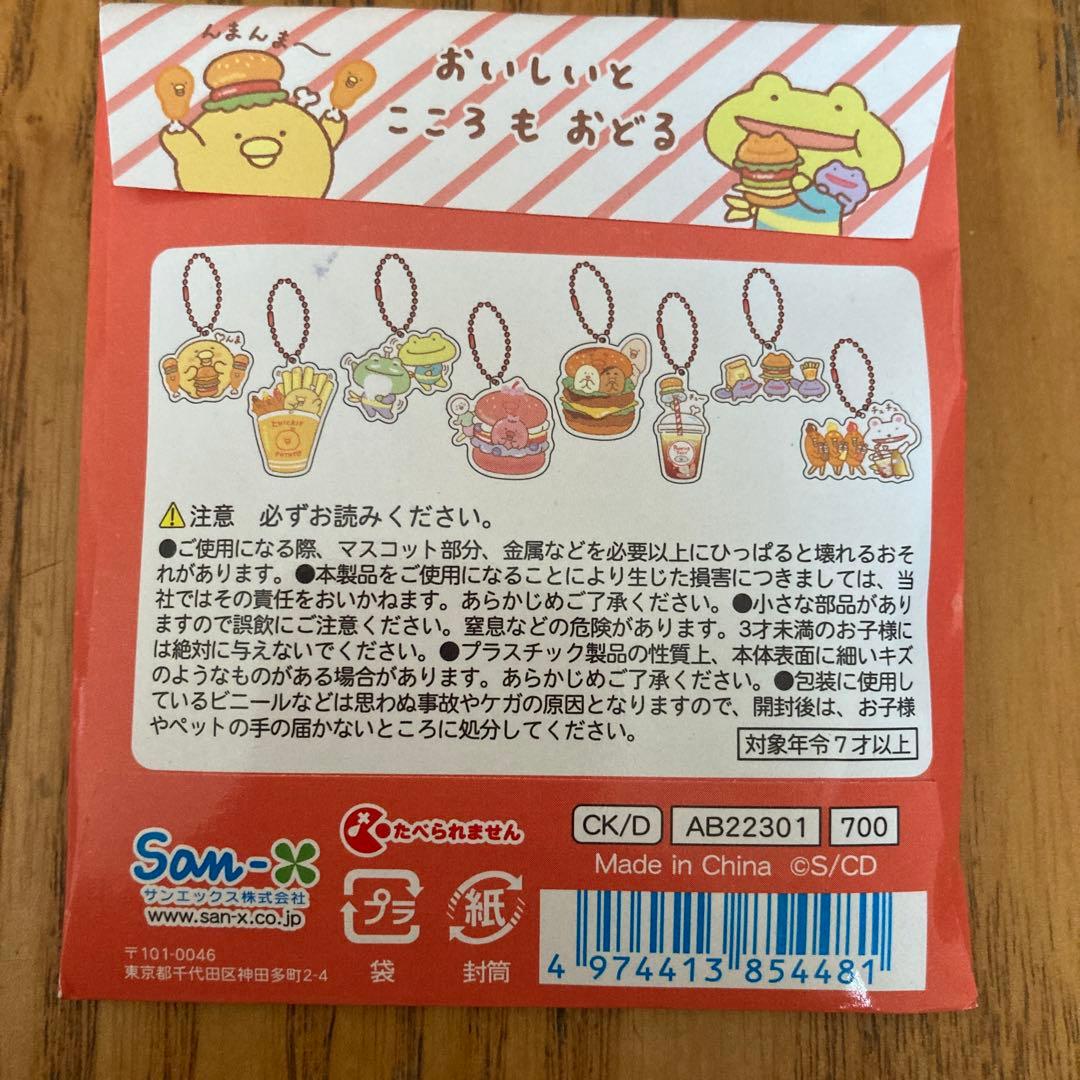 んまんま〜
おいしいと
こころもおどる
んま
CHICKIY
POTATO
チュー
チュチュ
注意 必ずお読みください。
●ご使用になる際、マスコット部分、金属などを必要以上にひっぱると壊れるおそ
れがあります。●本製品をご使用になることにより生じた損害につきましては、当
社ではその責任をおいかねます。あらかじめご了承ください。●小さな部品があり
ますので誤飲にご注意ください。窒息などの危険があります。3才未満のお子様に
は絶対に与えないでください。●プラスチック製品の性質上、本体表面に細いキズ
のようなものがある場合があります。あらかじめご了承ください。●包装に使用し
ているビニールなどは思わぬ事故やケガの原因となりますので、開封後は、お子様
やペットの手の届かないところに処分してください。
対象年令7才以上
San-X
サンエックス株式会社
www.san-x.co.jp
〒101-0046
東京都千代田区神田多町2-4
たべられません
プラ
袋
紙
封筒
CK/D AB22301 700
Made in China ©S/CD
4 974413 854481